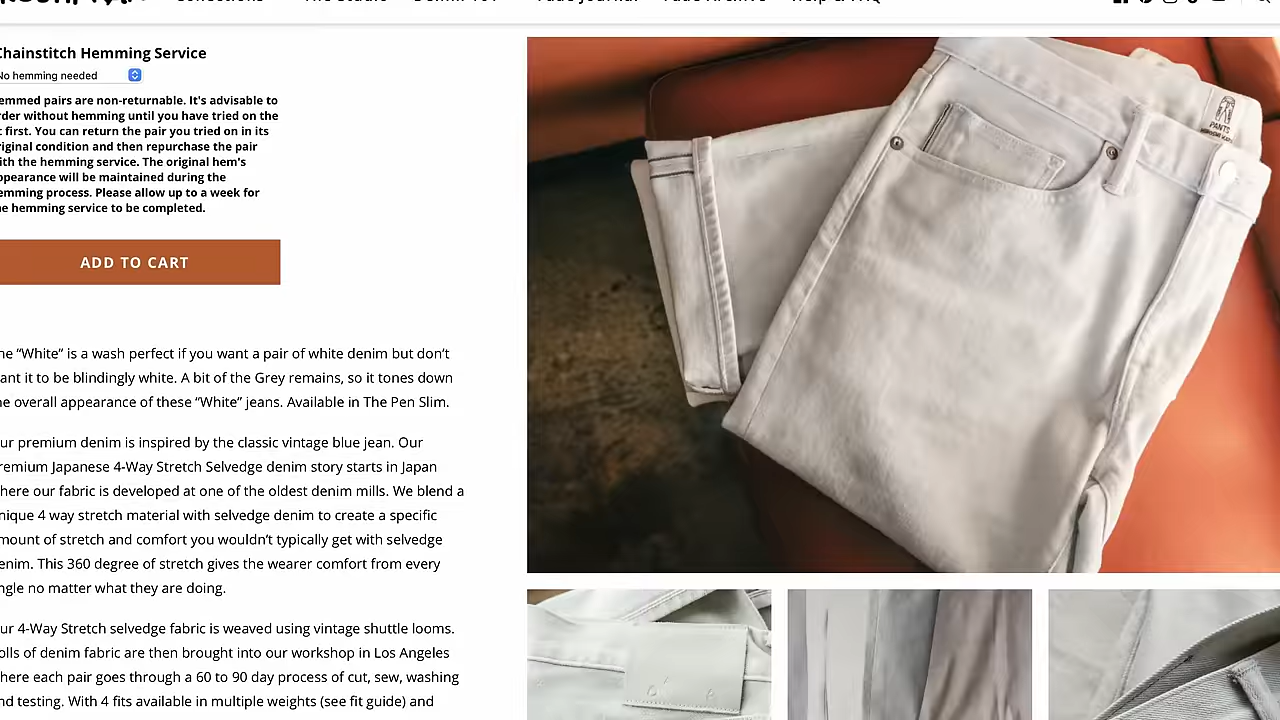 Collections The Studio Denim 101 Fade Journal Fade Archive Help & FAQ
Chainstitch Hemming Service
No hemming needed
emmed pairs are non-returnable. It's advisable to
rder without hemming until you have tried on the
t first. You can return the pair you tried on in its
riginal condition and then repurchase the pair
ith the hemming service. The original hem's
ppearance will be maintained during the
emming process. Please allow up to a week for
he hemming service to be completed.
ADD TO CART
he “White” is a wash perfect if you want a pair of white denim but don’t
ant it to be blindingly white. A bit of the Grey remains, so it tones down
he overall appearance of these “White” jeans. Available in The Pen Slim.
ur premium denim is inspired by the classic vintage blue jean. Our
remium Japanese 4-Way Stretch Selvedge denim story starts in Japan
here our fabric is developed at one of the oldest denim mills. We blend a
nique 4 way stretch material with selvedge denim to create a specific
mount of stretch and comfort you wouldn’t typically get with selvedge
enim. This 360 degree of stretch gives the wearer comfort from every
ngle no matter what they are doing.
ur 4-Way Stretch selvedge fabric is weaved using vintage shuttle looms.
olls of denim fabric are then brought into our workshop in Los Angeles
here each pair goes through a 60 to 90 day process of cut, sew, washing
nd testing. With 4 fits available in multiple weights (see fit guide) and
PANTS